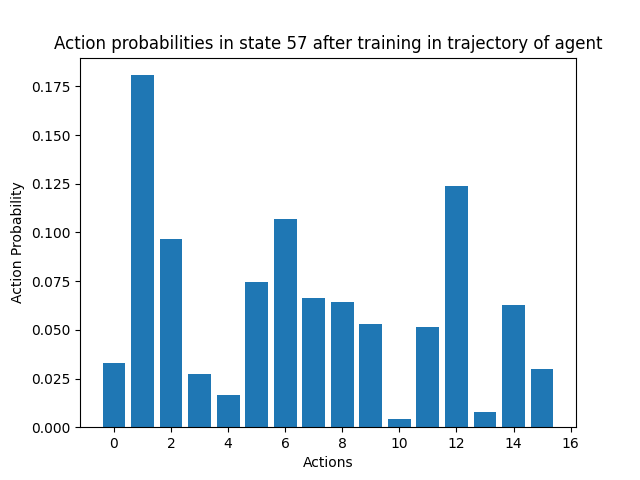 Action probabilities in state 57 after training in trajectory of agent
0.175
0.150
0.125
0.100
0.075
0.050
0.025
0.000
Action Probability
0 2 4 6 8 10 12 14 16
Actions